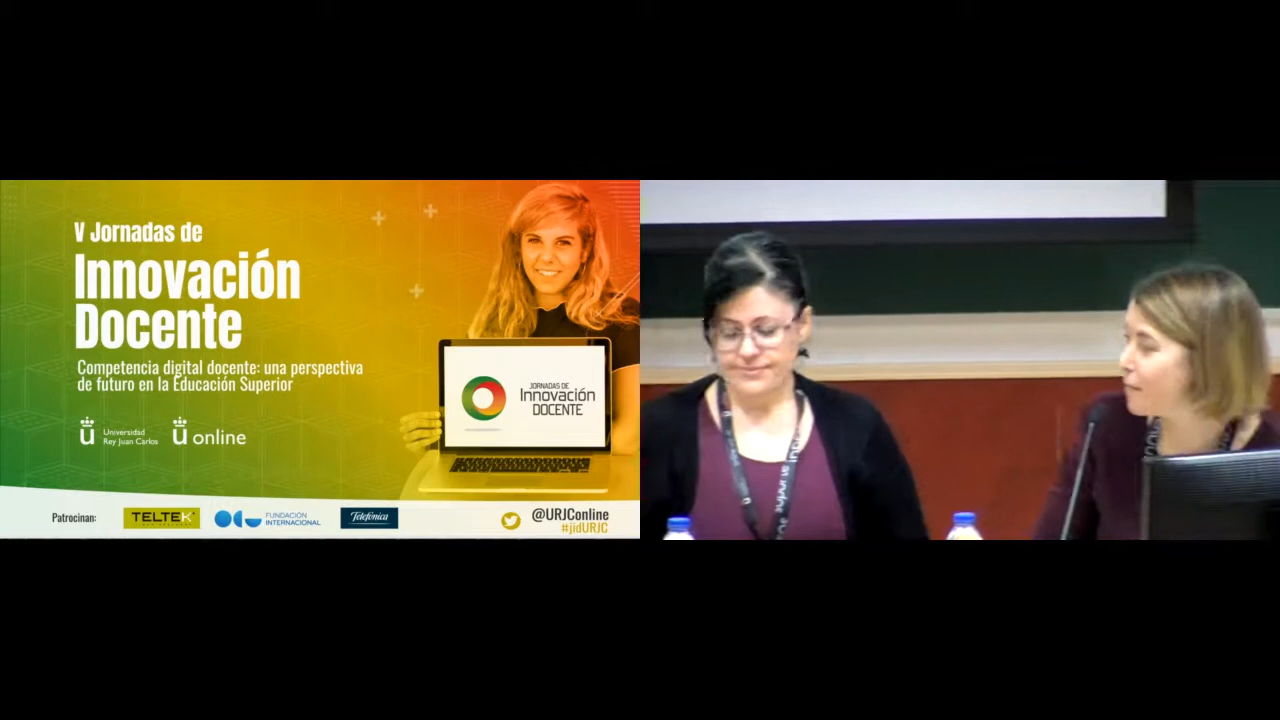 V Jornadas de
Innovación
Docente
Competencia digital docente: una perspectiva
de futuro en la Educación Superior
ü Universidad
Rey Juan Carlos
ü online
JORNADAS DE
Innovación
DOCENTE
Patrocinan:
TELTEK
FUNDACIÓN
INTERNACIONAL
Telefónica
@URJConline
#jidURJC